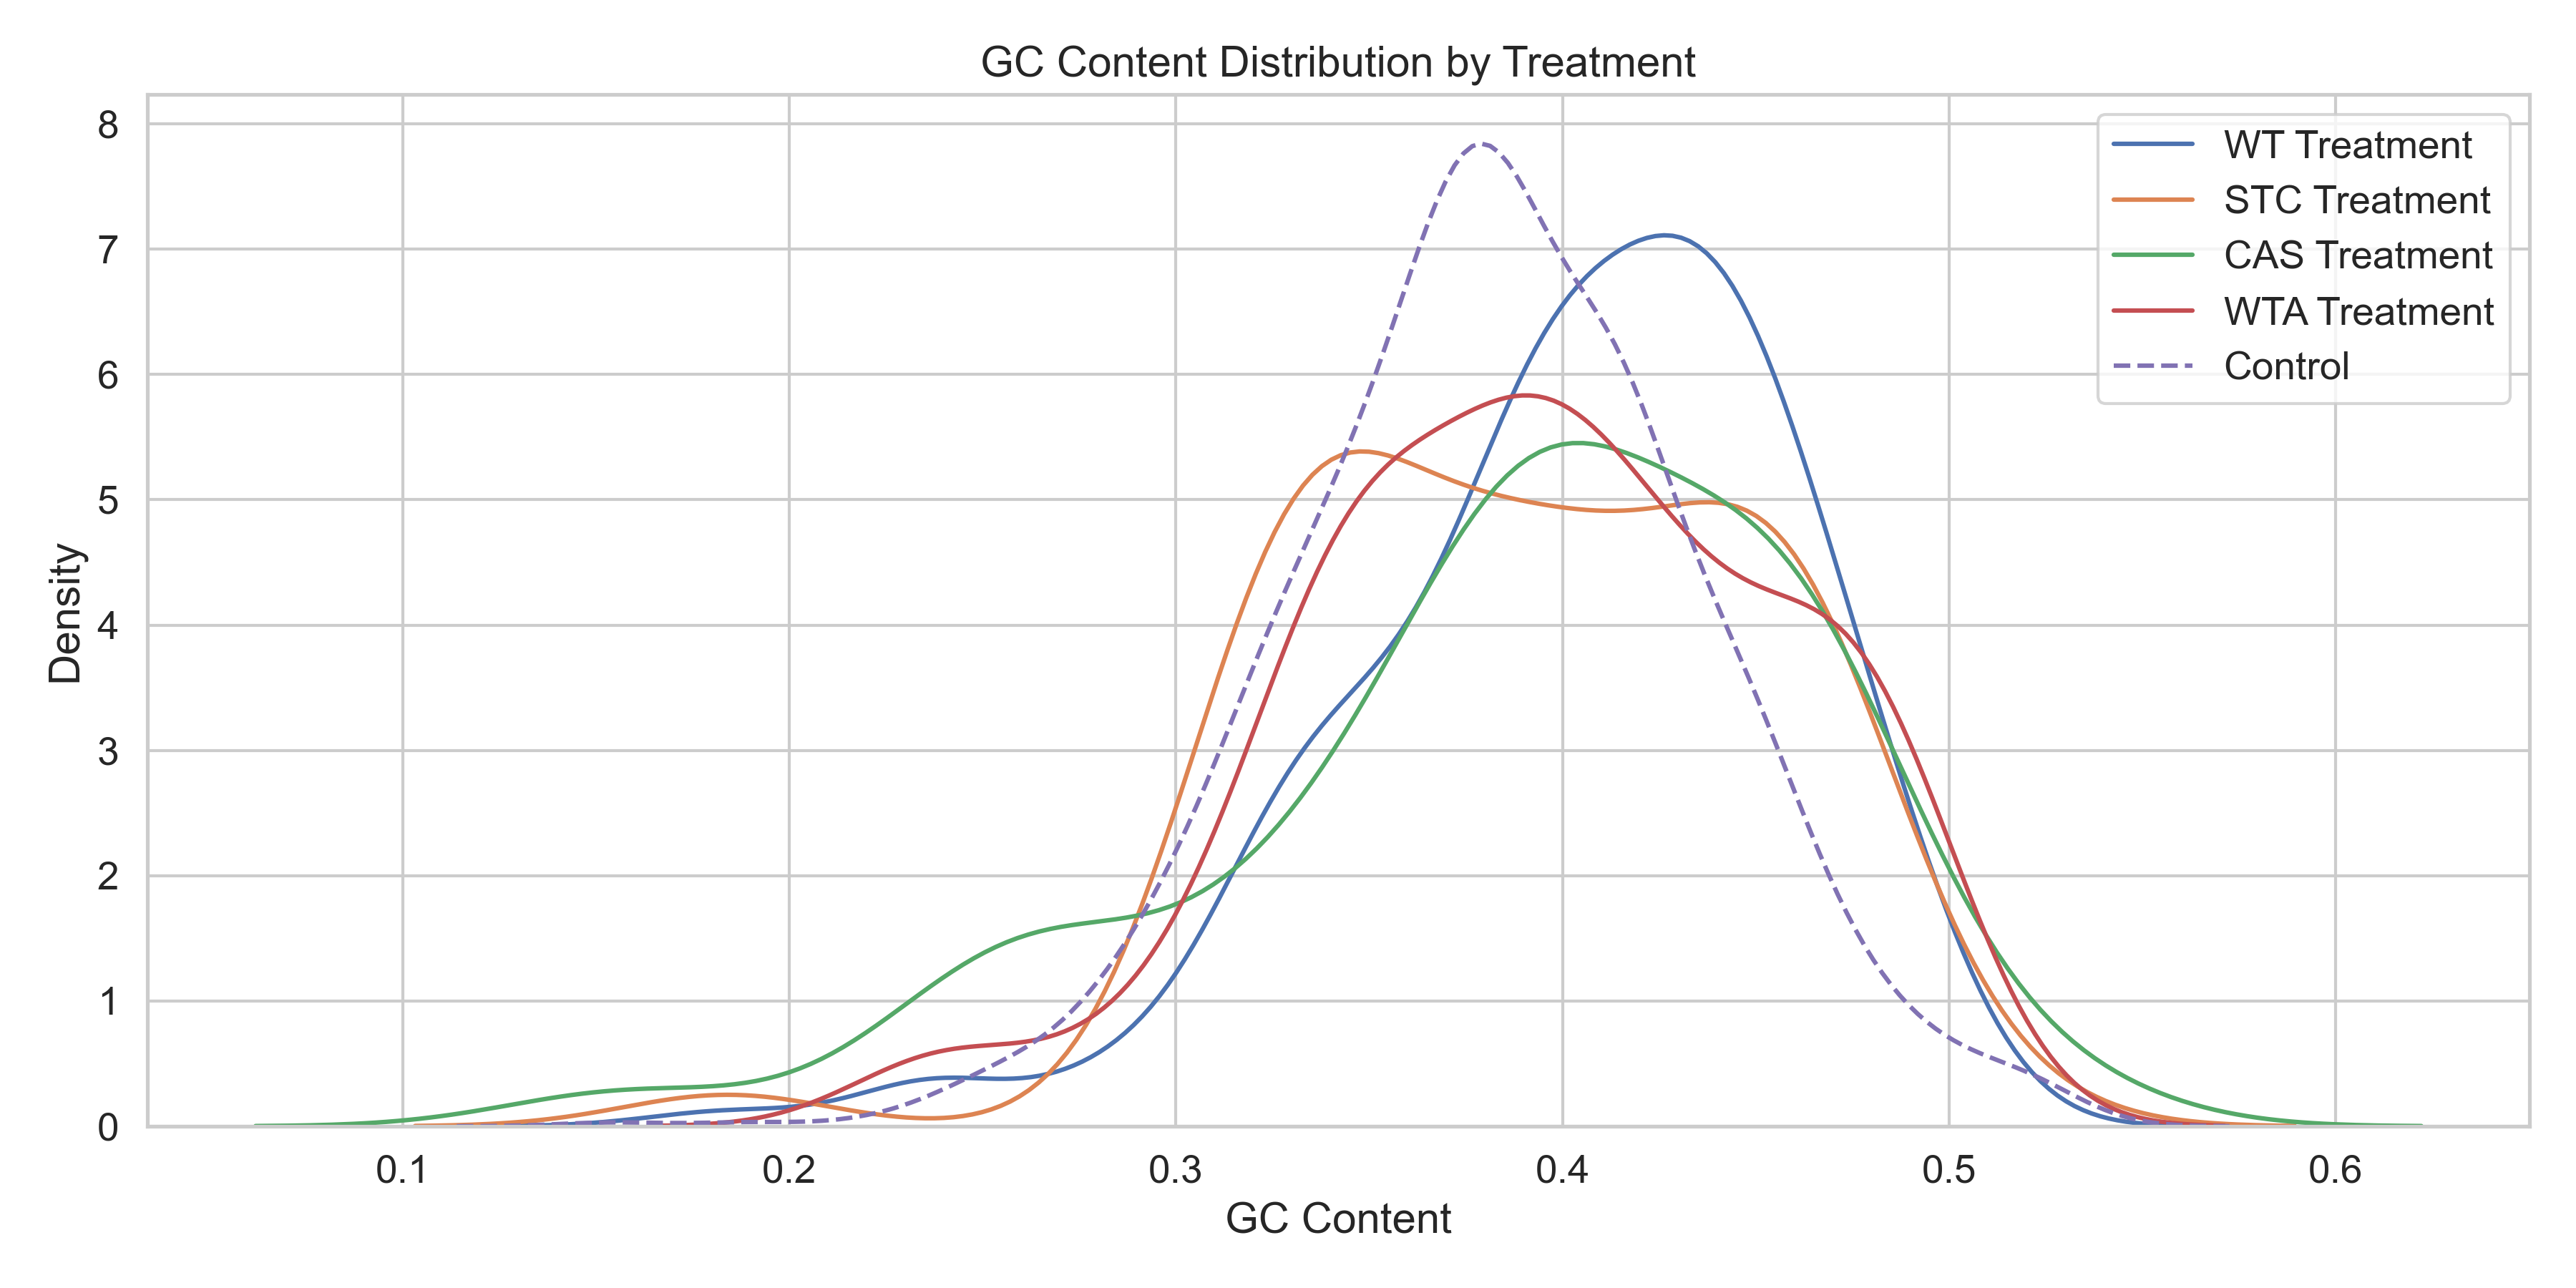 GC Content Distribution by Treatment
8
7
6
5
4
3
2
1
0
Density
0.1 0.2 0.3 0.4 0.5 0.6
GC Content
WT Treatment
STC Treatment
CAS Treatment
WTA Treatment
Control